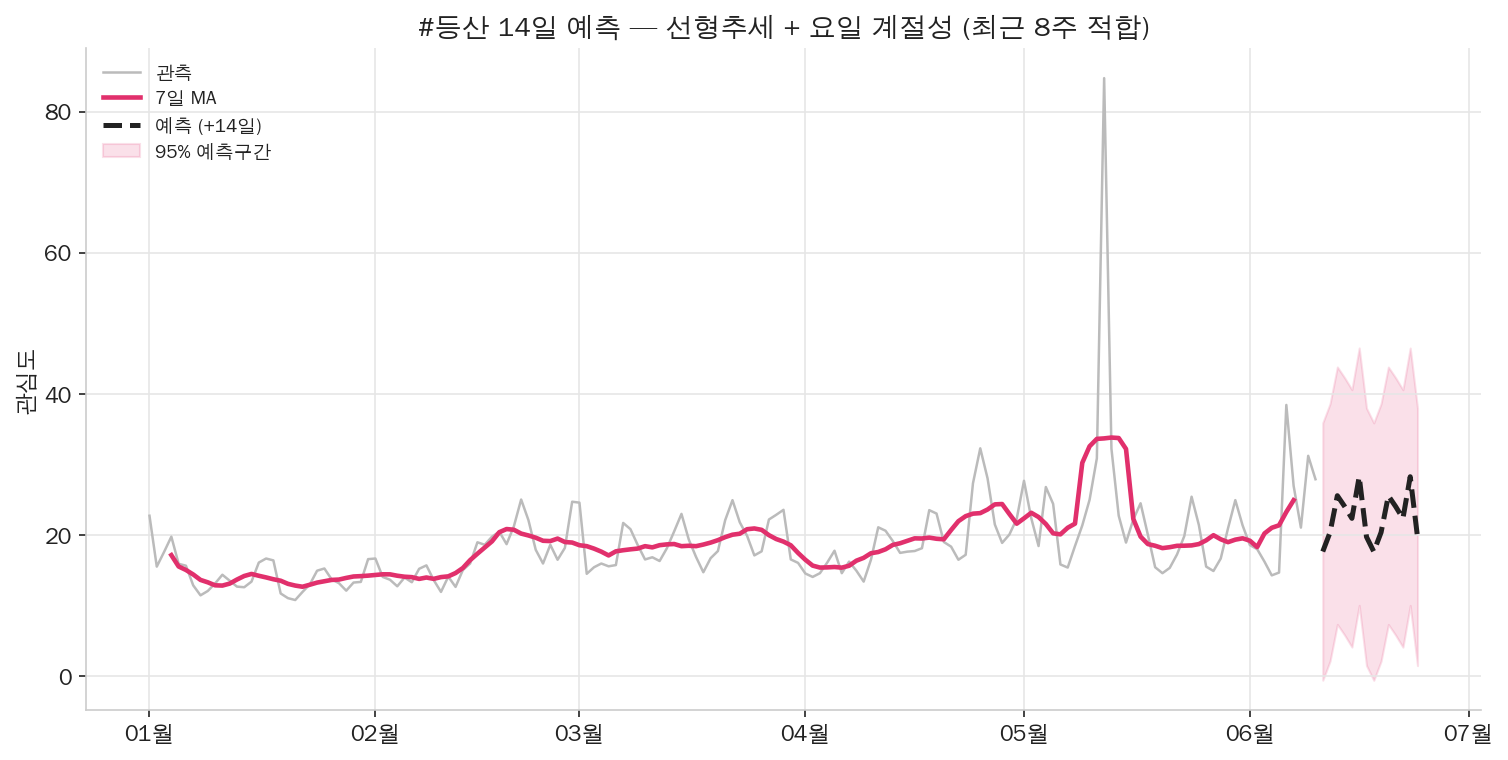 #등산 14일 예측 — 선형추세 + 요일 계절성 (최근 8주 적합)
관측
7일 MA
예측 (+14일)
95% 예측구간
관심도
80
60
40
20
0
01월
02월
03월
04월
05월
06월
07월